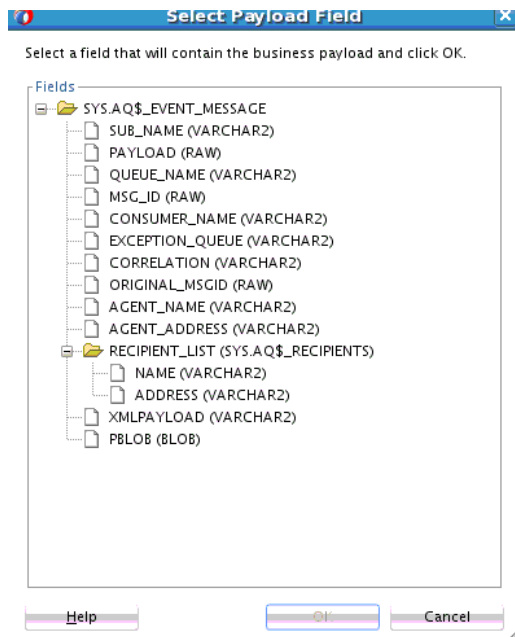 Select Payload Field
Select a field that will contain the business payload and click OK.
Fields
SYS.AQ$_EVENT_MESSAGE
SUB_NAME (VARCHAR2)
PAYLOAD (RAW)
QUEUE_NAME (VARCHAR2)
MSG_ID (RAW)
CONSUMER_NAME (VARCHAR2)
EXCEPTION_QUEUE (VARCHAR2)
CORRELATION (VARCHAR2)
ORIGINAL_MSGID (RAW)
AGENT_NAME (VARCHAR2)
AGENT_ADDRESS (VARCHAR2)
RECIPIENT_LIST (SYS.AQ$_RECIPIENTS)
NAME (VARCHAR2)
ADDRESS (VARCHAR2)
XMLPAYLOAD (VARCHAR2)
PBLOB (BLOB)
Help OK Cancel